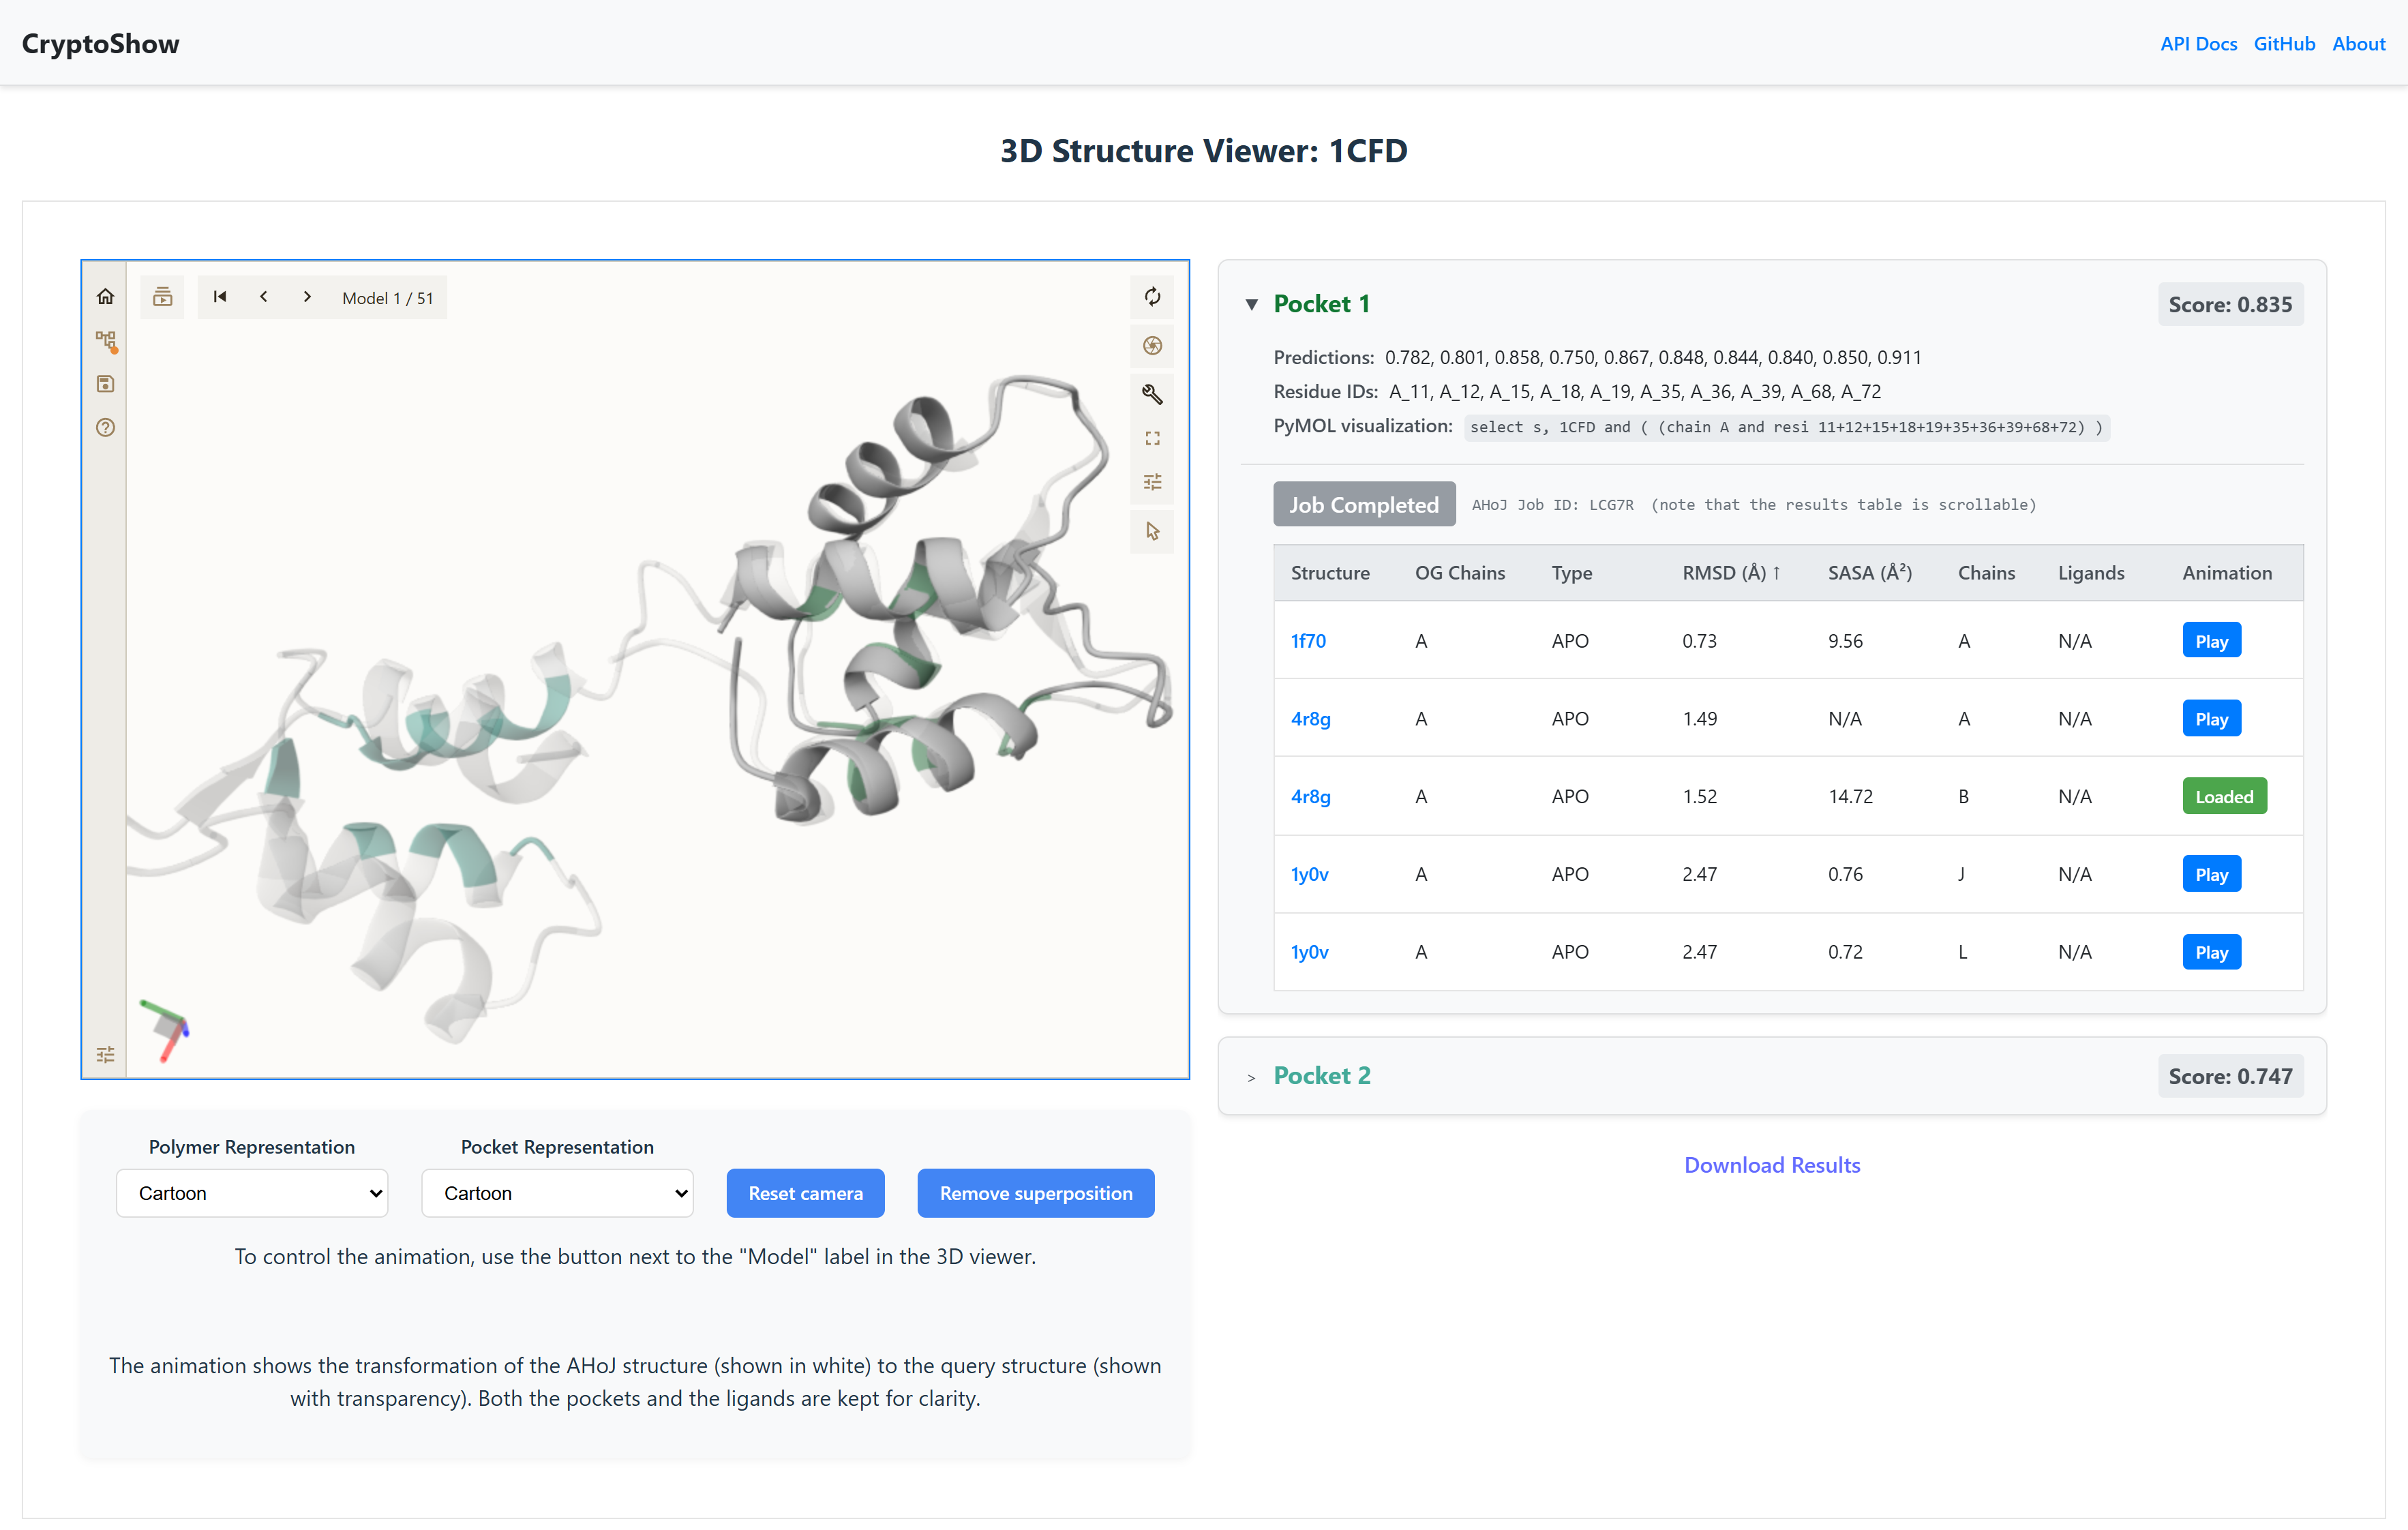 CryptoShow
API Docs GitHub About
3D Structure Viewer: 1CFD
Model 1 / 51
▼ Pocket 1 Score: 0.835
Predictions: 0.782, 0.801, 0.858, 0.750, 0.867, 0.848, 0.844, 0.840, 0.850, 0.911
Residue IDs: A_11, A_12, A_15, A_18, A_19, A_35, A_36, A_39, A_68, A_72
PyMOL visualization: select s, 1CFD and ( (chain A and resi 11+12+15+18+19+35+36+39+68+72) )
Job Completed AHoJ Job ID: LCG7R (note that the results table is scrollable)
Structure OG Chains Type RMSD (Å) ↑ SASA (Å²) Chains Ligands Animation
1f70 A APO 0.73 9.56 A N/A Play
4r8g A APO 1.49 N/A A N/A Play
4r8g A APO 1.52 14.72 B N/A Loaded
1y0v A APO 2.47 0.76 J N/A Play
1y0v A APO 2.47 0.72 L N/A Play
> Pocket 2 Score: 0.747
Download Results
Polymer Representation Pocket Representation
Cartoon Cartoon Reset camera Remove superposition
To control the animation, use the button next to the "Model" label in the 3D viewer.
The animation shows the transformation of the AHoJ structure (shown in white) to the query structure (shown
with transparency). Both the pockets and the ligands are kept for clarity.